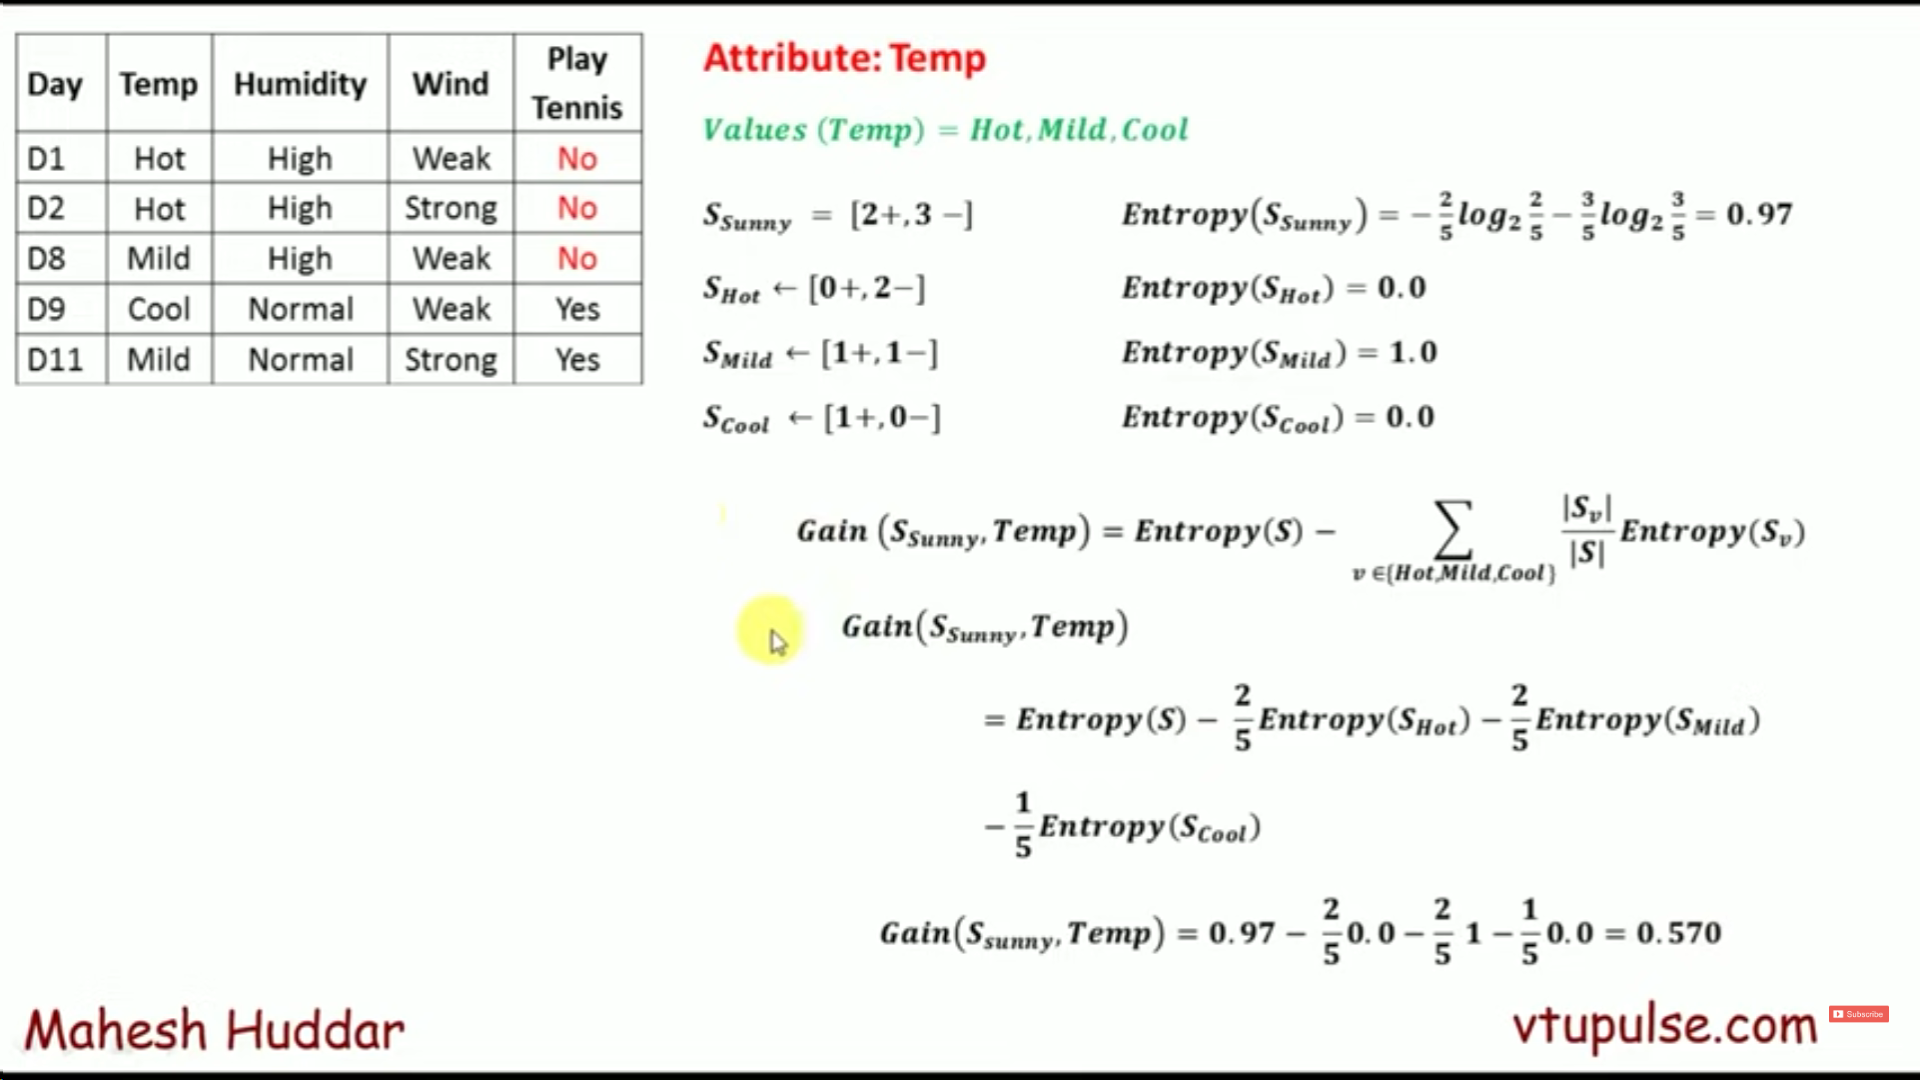 Day Temp Humidity Wind Play Tennis
D1 Hot High Weak No
D2 Hot High Strong No
D8 Mild High Weak No
D9 Cool Normal Weak Yes
D11 Mild Normal Strong Yes
Attribute: Temp
Values (Temp) = Hot, Mild, Cool
S_Sunny = [2+, 3 −] Entropy(S_Sunny) = −2/5 log₂ 2/5 − 3/5 log₂ 3/5 = 0.97
S_Hot ← [0+, 2−] Entropy(S_Hot) = 0.0
S_Mild ← [1+, 1−] Entropy(S_Mild) = 1.0
S_Cool ← [1+, 0−] Entropy(S_Cool) = 0.0
Gain (S_Sunny, Temp) = Entropy(S) − ∑ v ∈{Hot,Mild,Cool} |S_v|/|S| Entropy(S_v)
Gain(S_Sunny, Temp)
= Entropy(S) − 2/5 Entropy(S_Hot) − 2/5 Entropy(S_Mild)
− 1/5 Entropy(S_Cool)
Gain(S_sunny, Temp) = 0.97 − 2/5 0.0 − 2/5 1 − 1/5 0.0 = 0.570
Mahesh Huddar
vtupulse.com
Subscribe